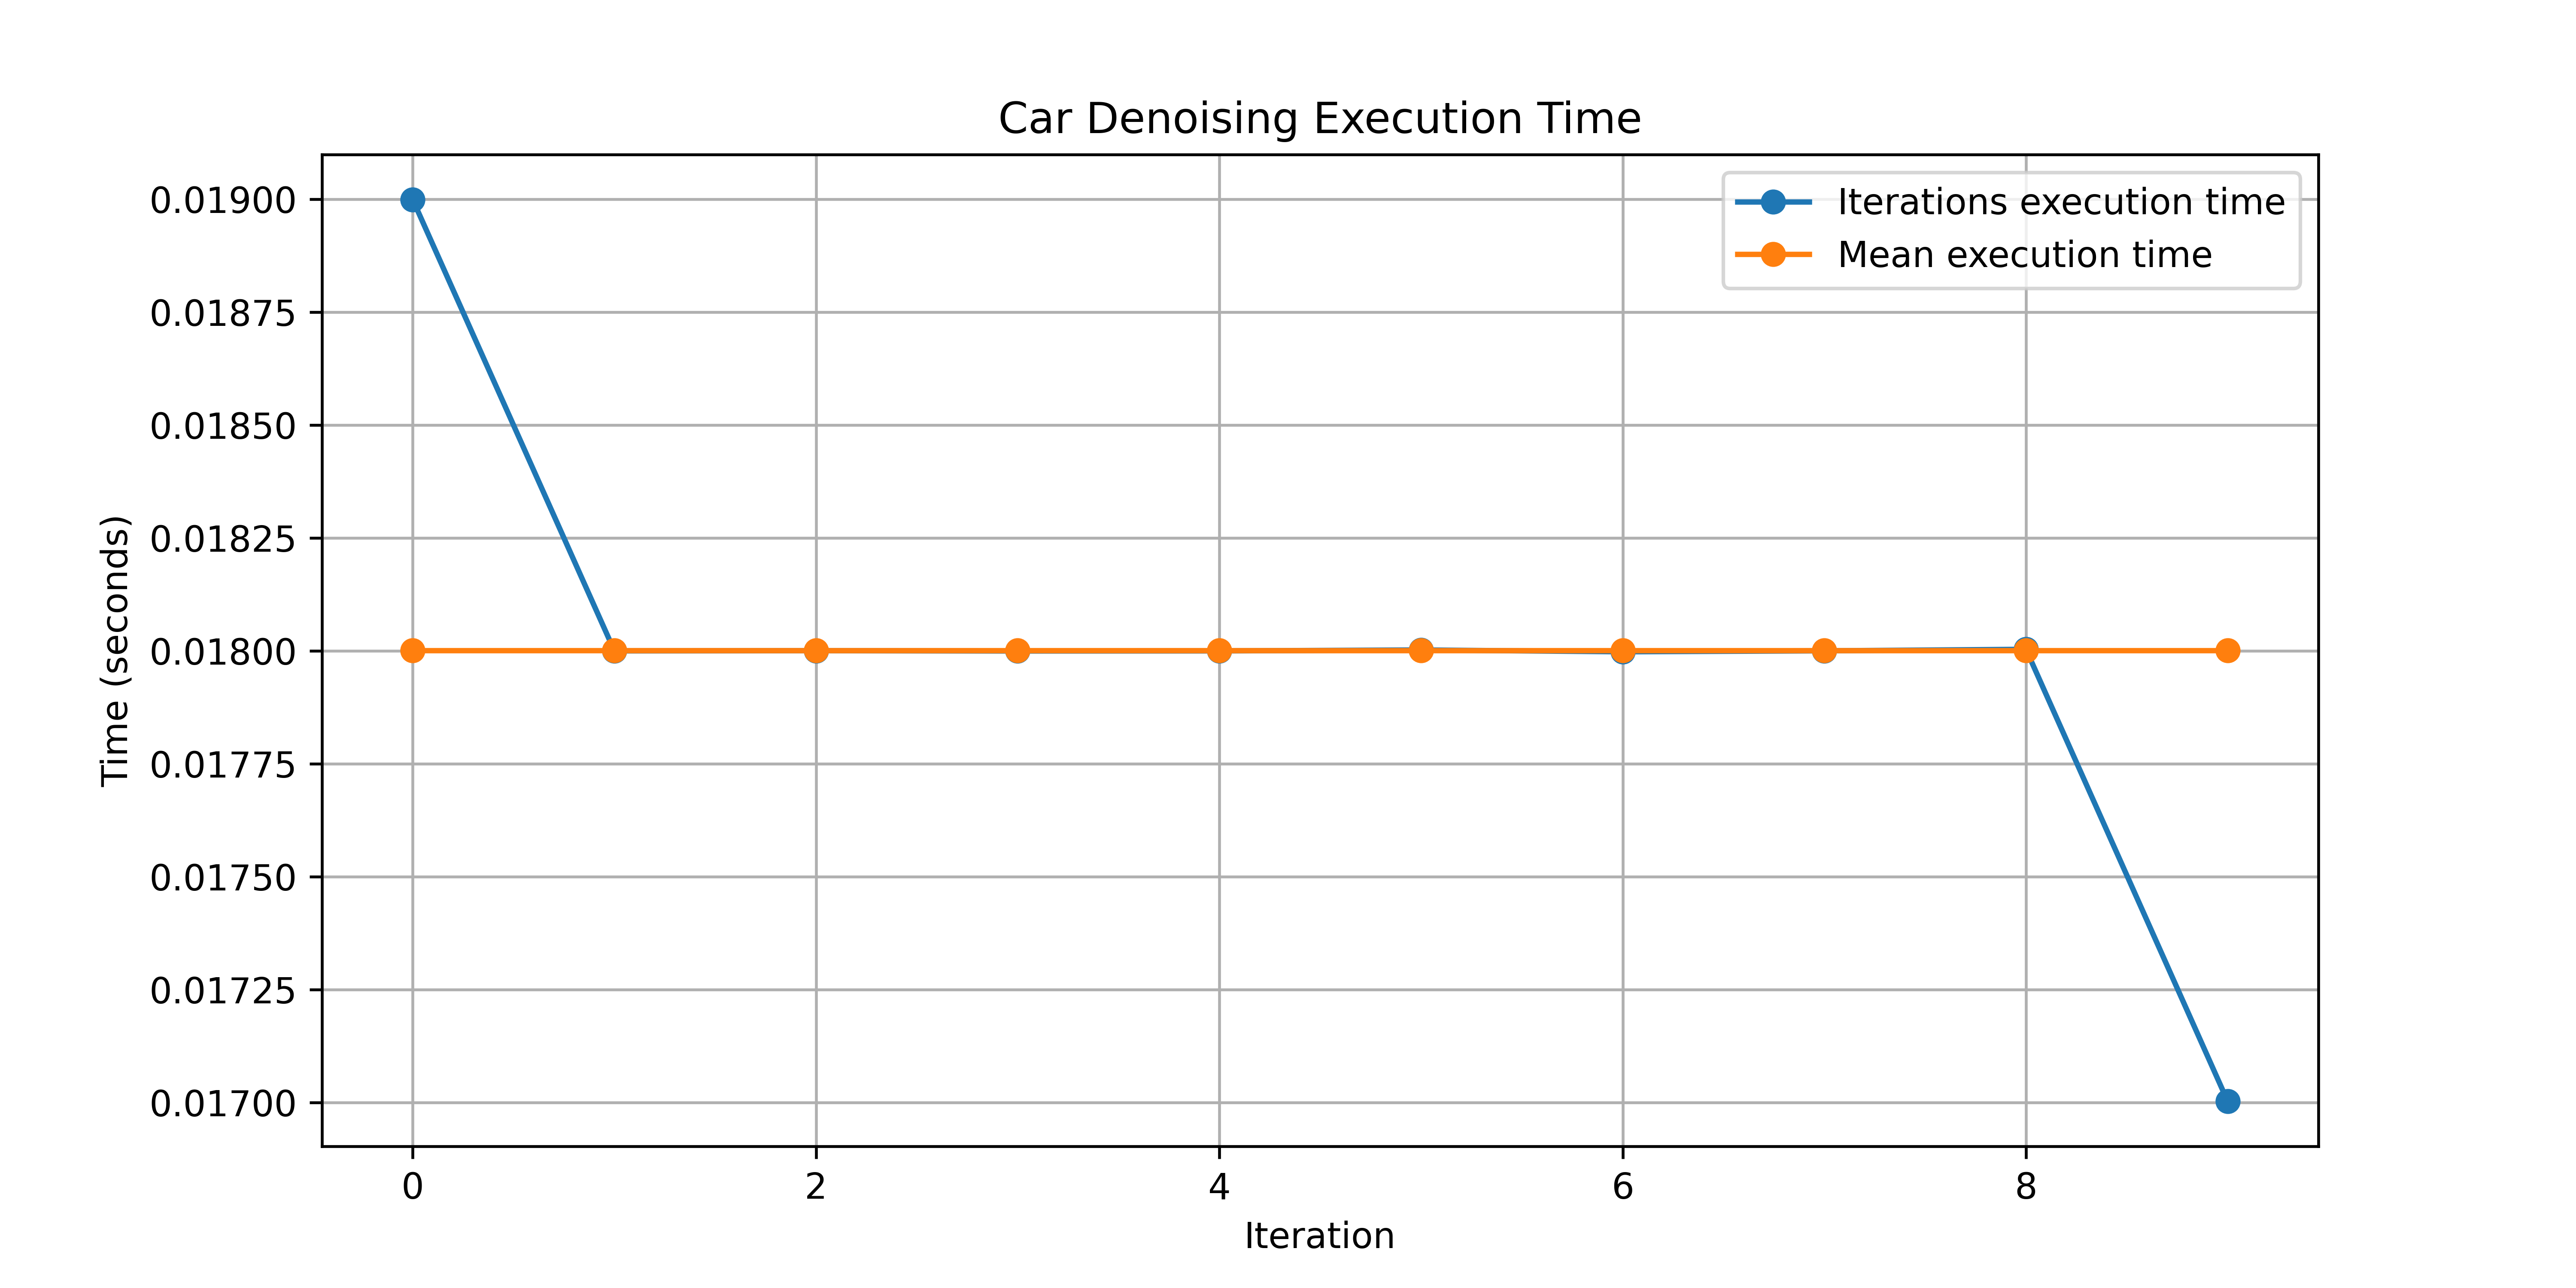 Car Denoising Execution Time
Iterations execution time
Mean execution time
0.01900
0.01875
0.01850
0.01825
0.01800
0.01775
0.01750
0.01725
0.01700
Time (seconds)
0 2 4 6 8
Iteration